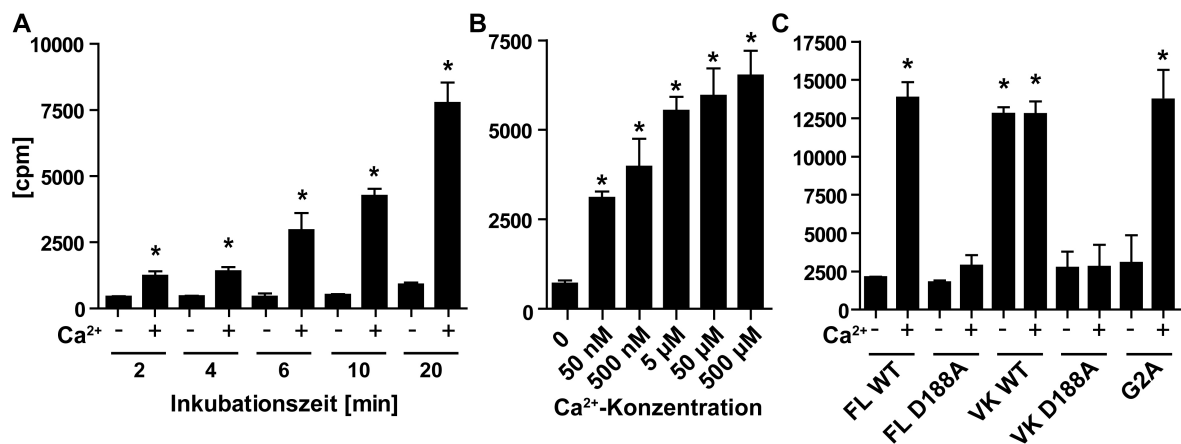 A
B
C
[cpm]
10000
7500
5000
2500
0
* * * * *
Ca²⁺ - + - + - + - + - +
2 4 6 10 20
Inkubationszeit [min]
7500
5000
2500
0
* * * * *
0 50 nM 500 nM 5 µM 50 µM 500 µM
Ca²⁺-Konzentration
17500
15000
12500
10000
7500
5000
2500
0
* * * *
Ca²⁺ - + - + - + - + - +
FL WT FL D188A VK WT VK D188A G2A